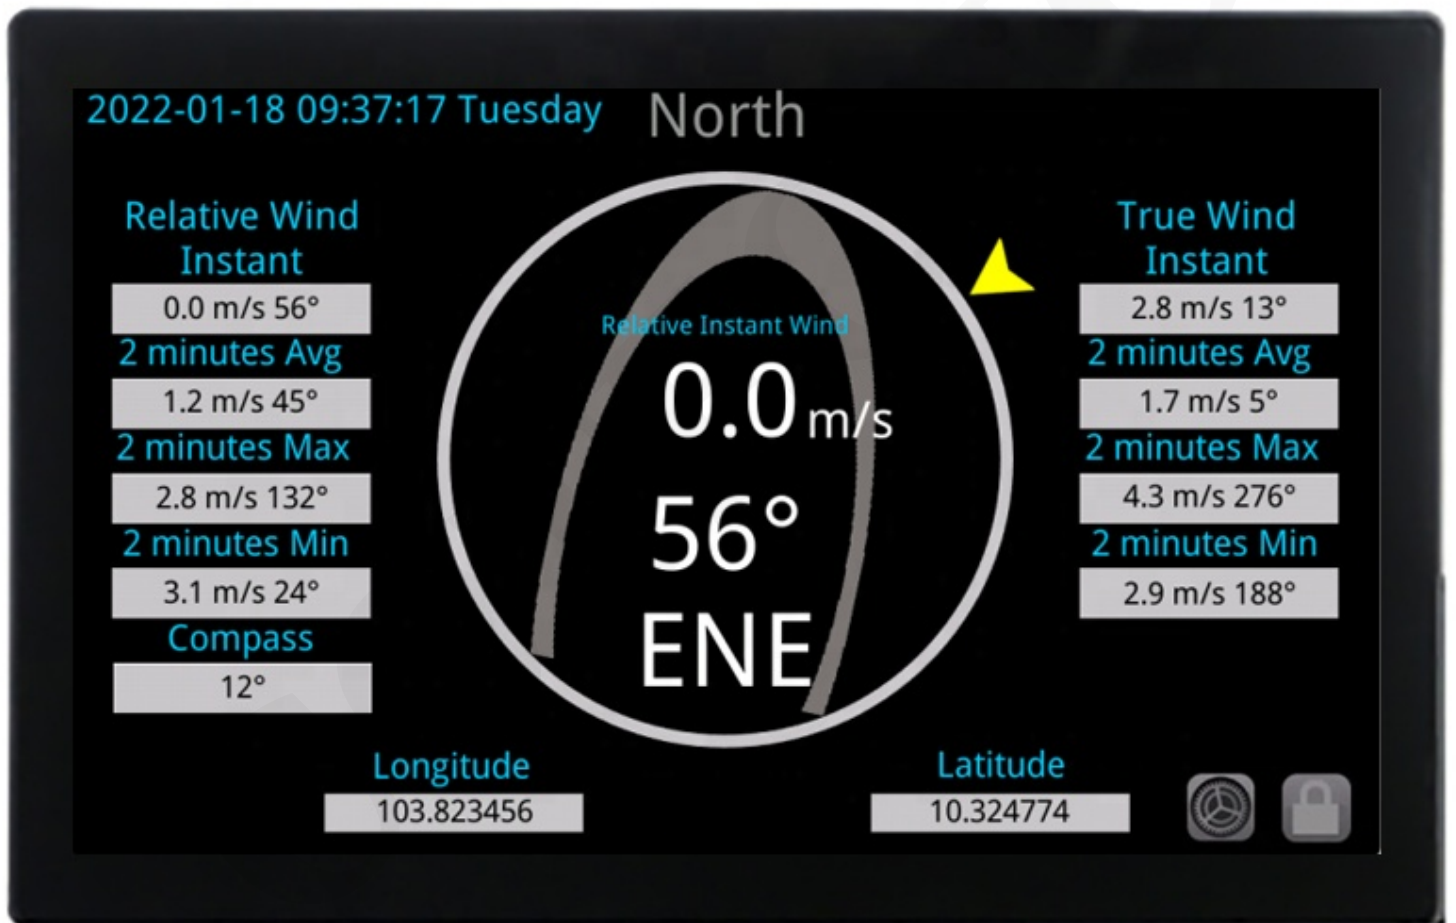 2022-01-18 09:37:17 Tuesday
North
Relative Wind
Instant
0.0 m/s 56°
2 minutes Avg
1.2 m/s 45°
2 minutes Max
2.8 m/s 132°
2 minutes Min
3.1 m/s 24°
Compass
12°
Relative Instant Wind
0.0 m/s
56°
ENE
True Wind
Instant
2.8 m/s 13°
2 minutes Avg
1.7 m/s 5°
2 minutes Max
4.3 m/s 276°
2 minutes Min
2.9 m/s 188°
Longitude
103.823456
Latitude
10.324774